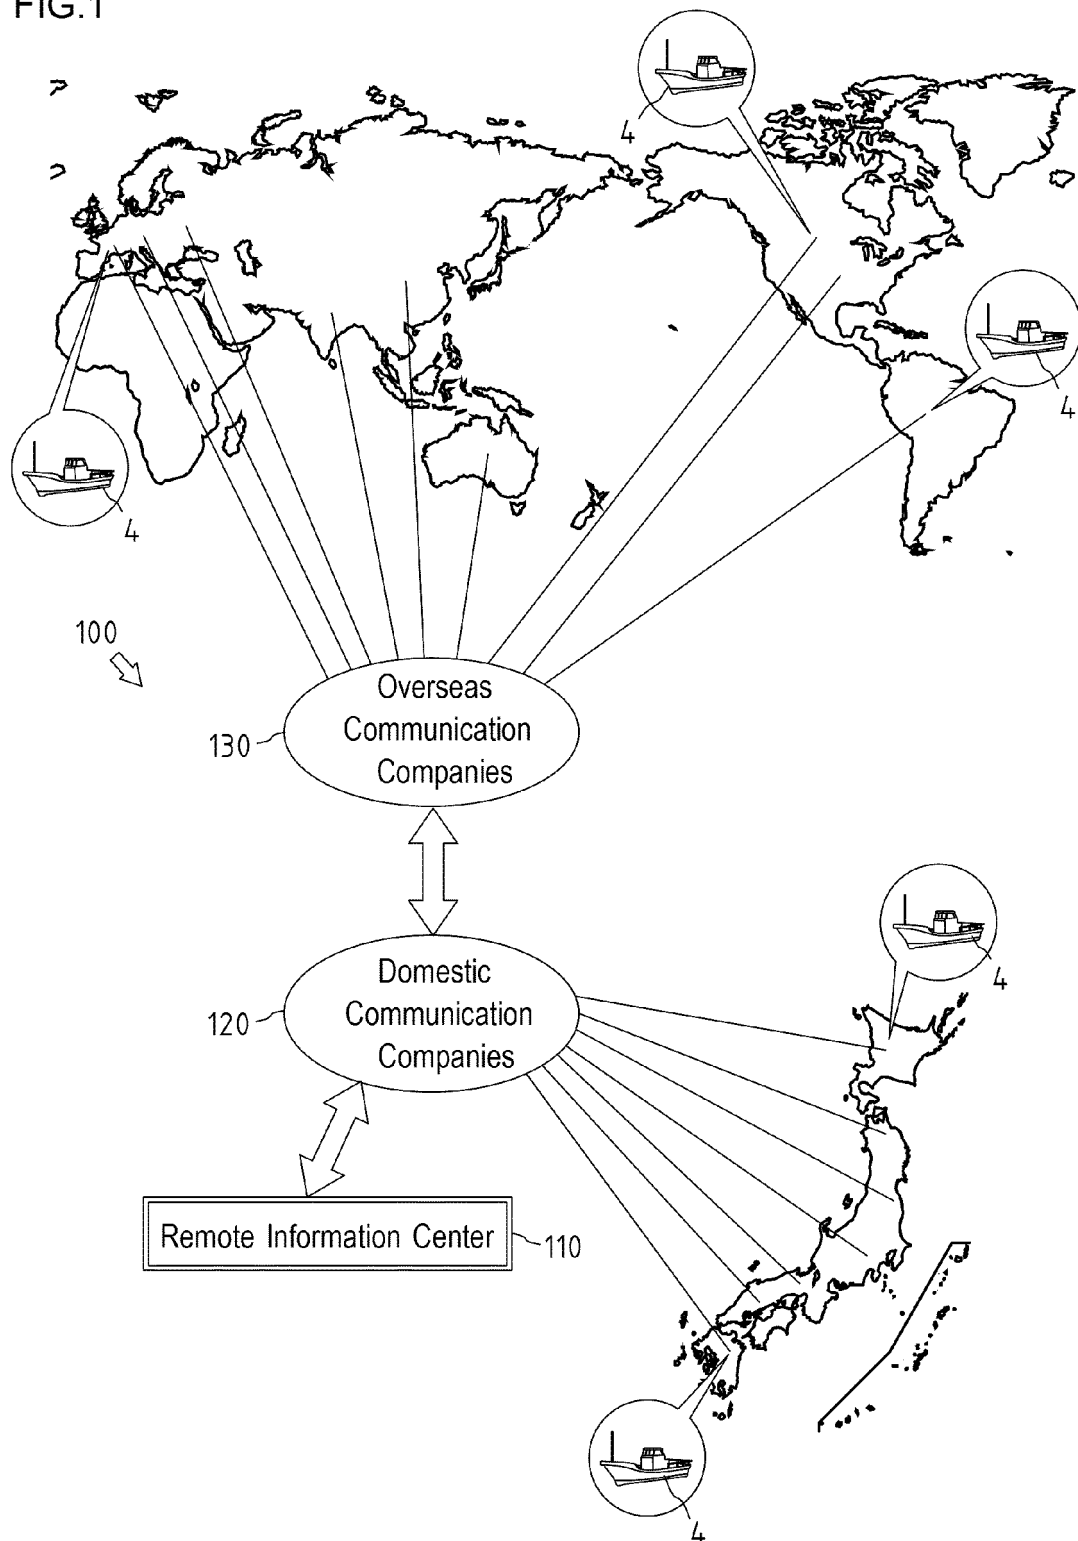 FIG.1
4
4
4
100
Overseas
Communication
Companies
130
4
Domestic
Communication
Companies
120
Remote Information Center
110
4